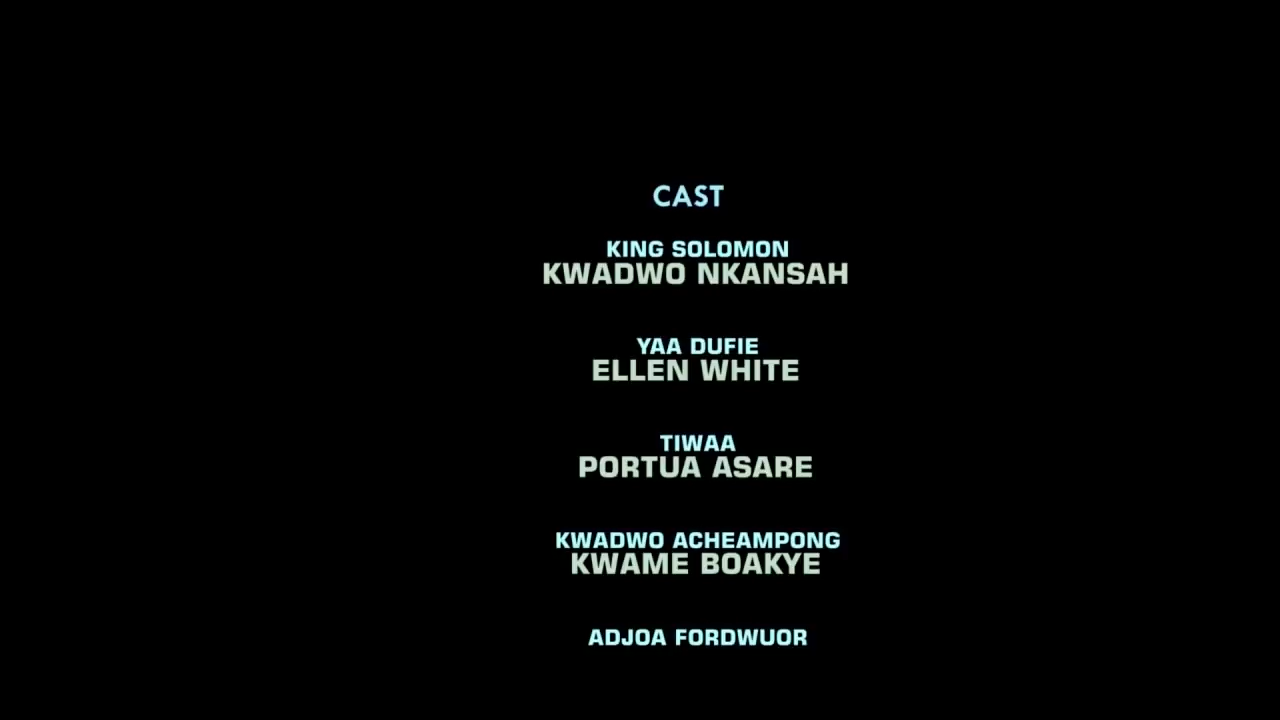 CAST
KING SOLOMON
KWADWO NKANSAH
YAA DUFIE
ELLEN WHITE
TIWAA
PORTUA ASARE
KWADWO ACHEAMPONG
KWAME BOAKYE
ADJOA FORDWUOR